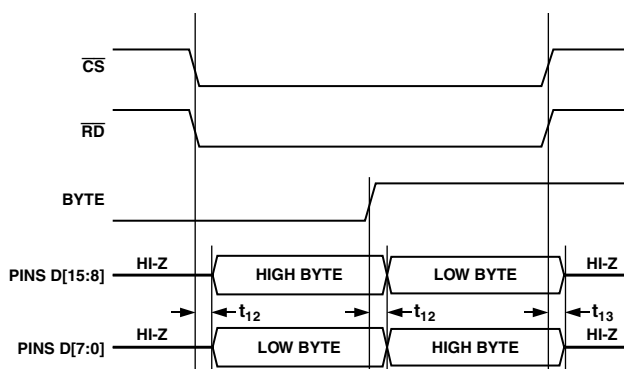 CS
RD
BYTE
PINS D[15:8] HI-Z HIGH BYTE LOW BYTE HI-Z
t12 t12 t13
PINS D[7:0] HI-Z LOW BYTE HIGH BYTE HI-Z